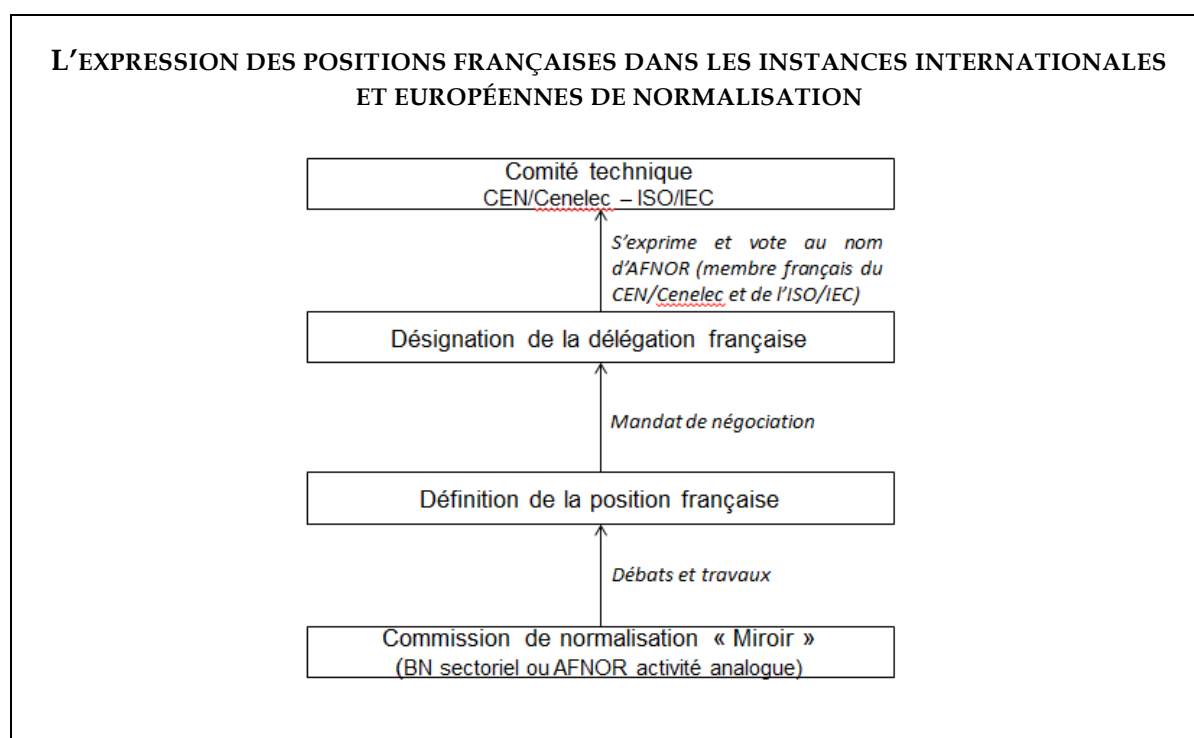 L'EXPRESSION DES POSITIONS FRANÇAISES DANS LES INSTANCES INTERNATIONALES
ET EUROPÉENNES DE NORMALISATION
Comité technique
CEN/Cenelec – ISO/IEC
S'exprime et vote au nom
d'AFNOR (membre français du
CEN/Cenelec et de l'ISO/IEC)
Désignation de la délégation française
Mandat de négociation
Définition de la position française
Débats et travaux
Commission de normalisation « Miroir »
(BN sectoriel ou AFNOR activité analogue)